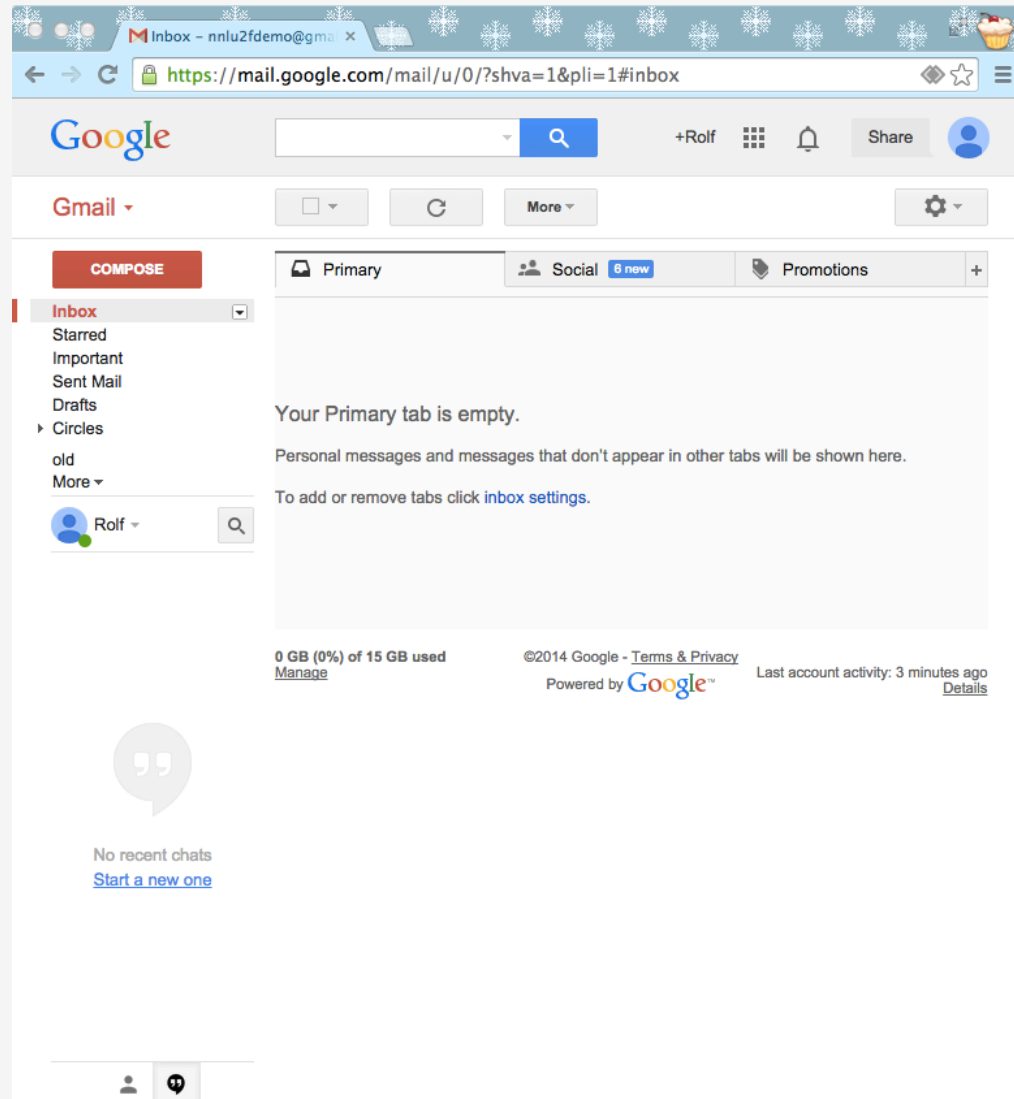 Inbox – nnlu2fdemo@gma
https://mail.google.com/mail/u/0/?shva=1&pli=1#inbox
Google
+Rolf
Share
Gmail
More
COMPOSE
Primary
Social 6 new
Promotions
+
Inbox
Starred
Important
Sent Mail
Drafts
Circles
old
More
Rolf
Your Primary tab is empty.
Personal messages and messages that don't appear in other tabs will be shown here.
To add or remove tabs click inbox settings.
0 GB (0%) of 15 GB used
Manage
©2014 Google - Terms & Privacy
Powered by Google™
Last account activity: 3 minutes ago
Details
No recent chats
Start a new one